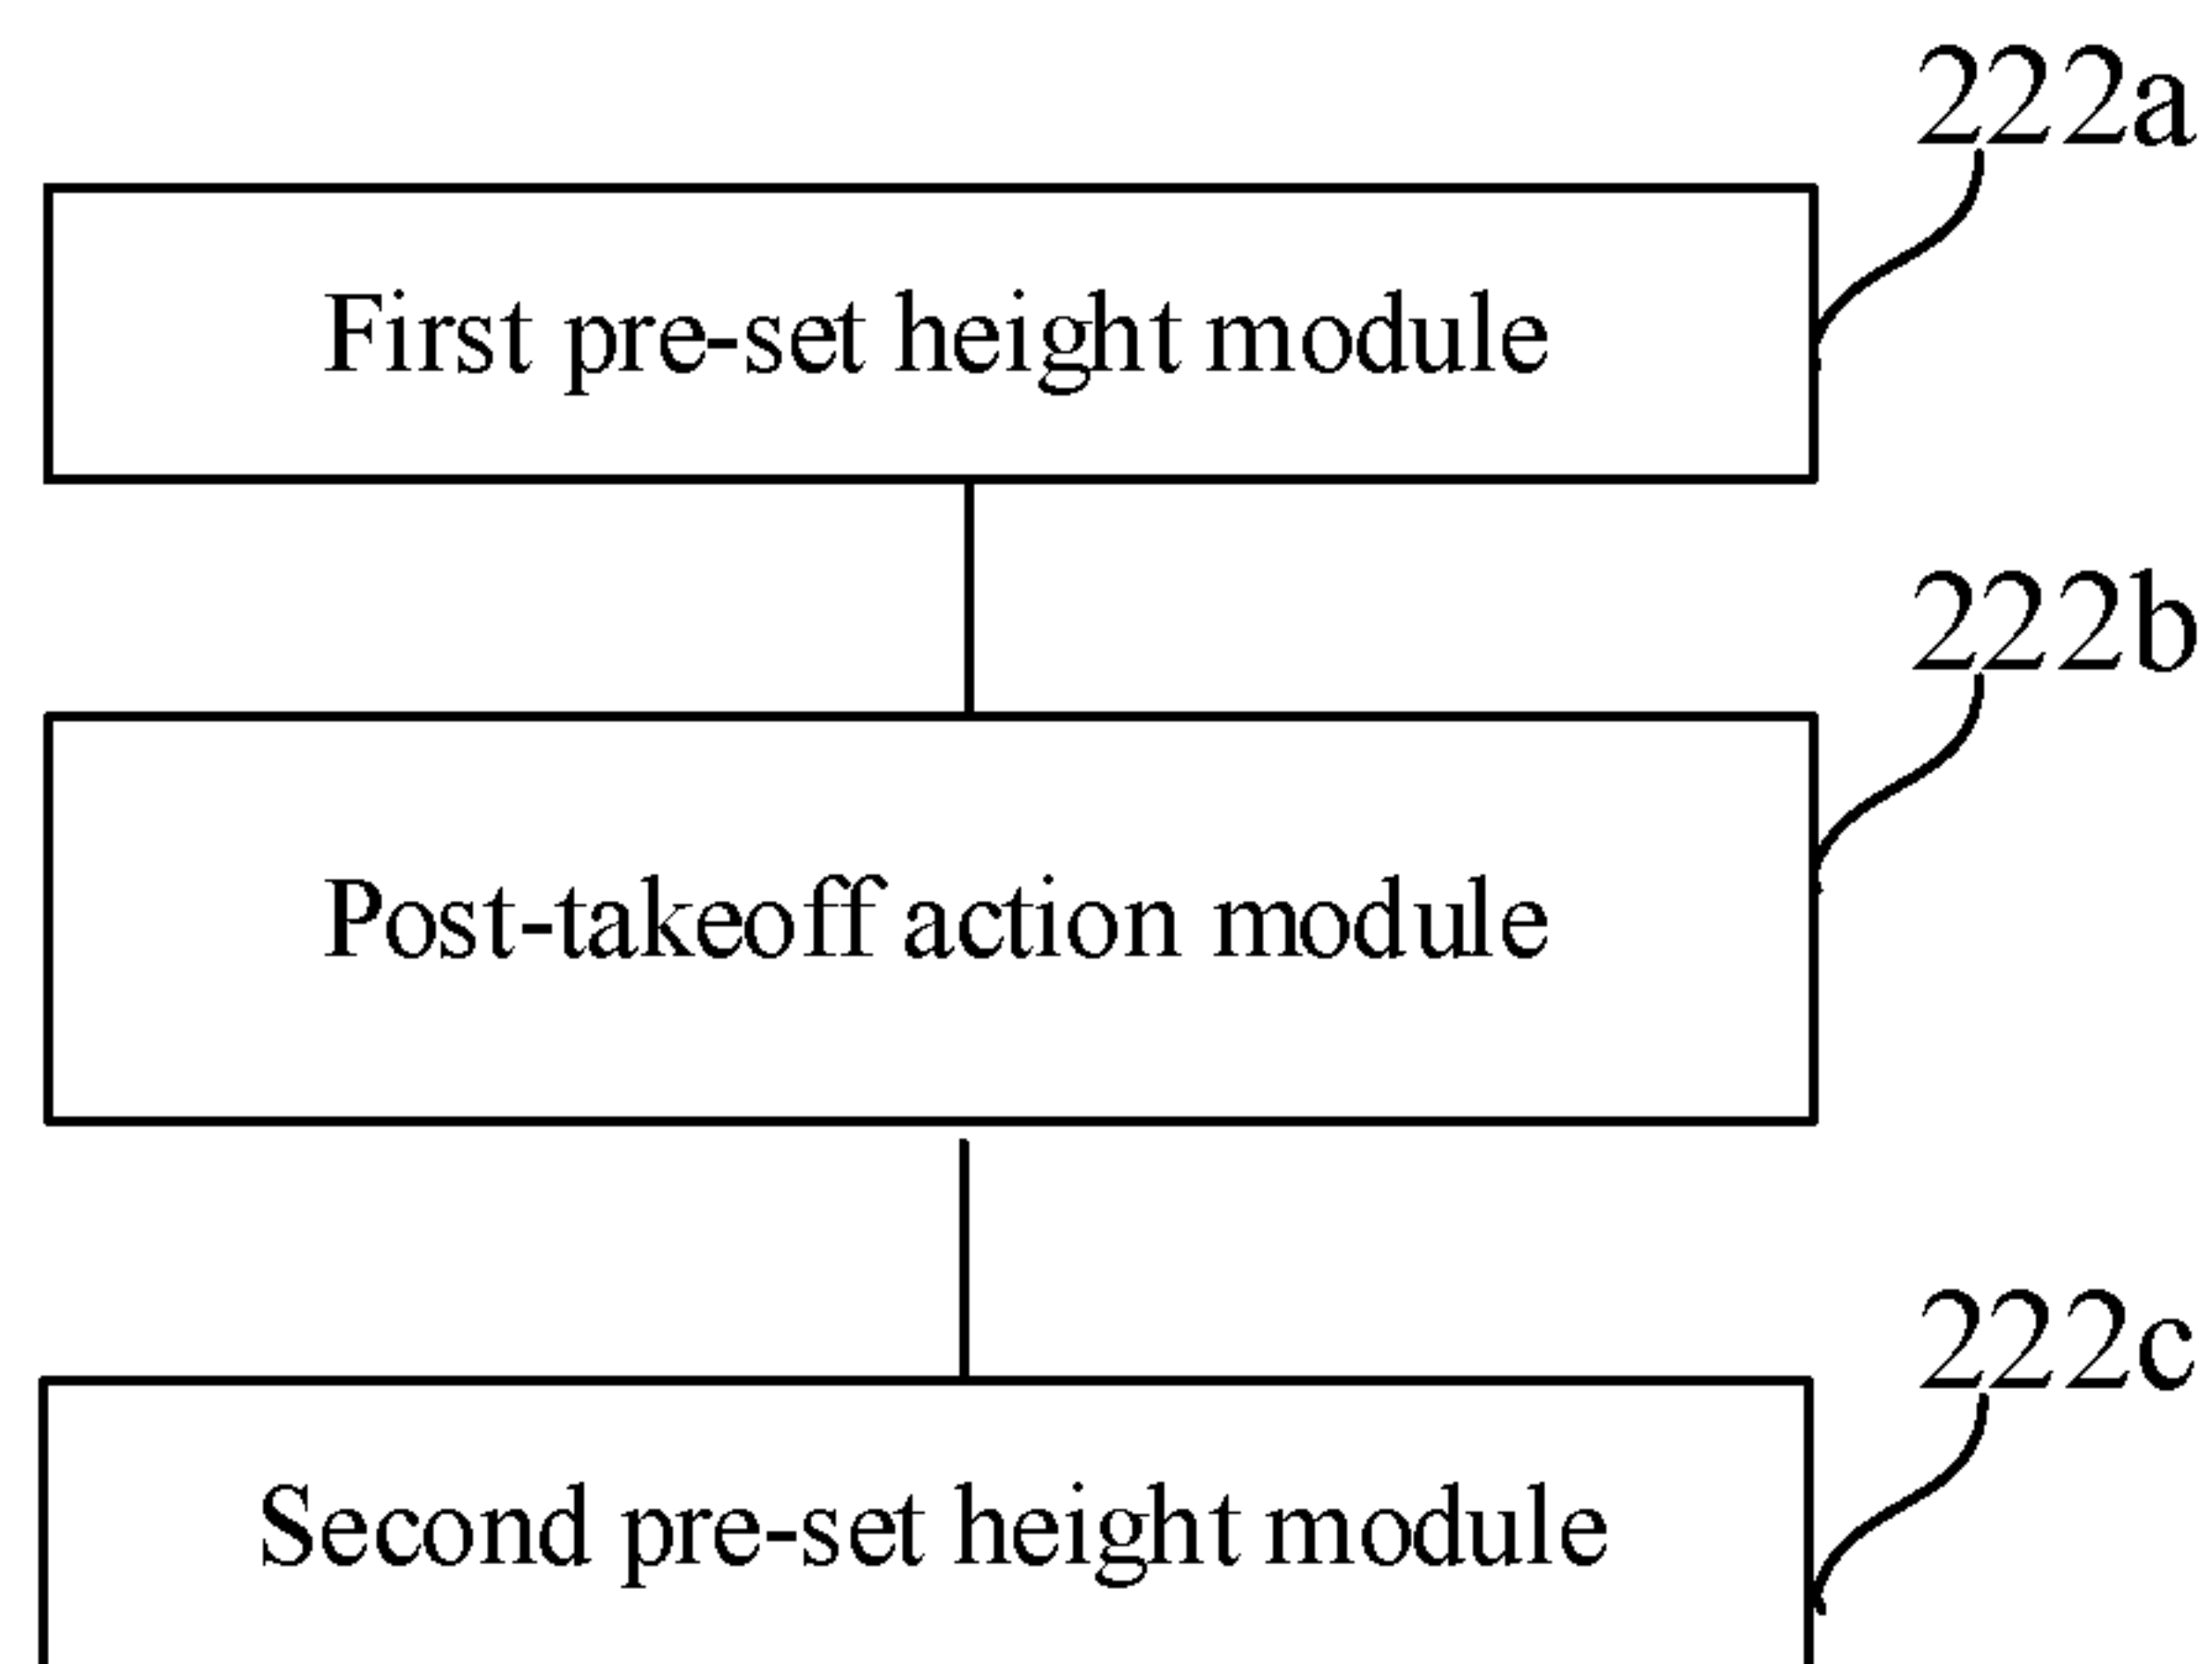 222a
First pre-set height module
222b
Post-takeoff action module
222c
Second pre-set height module